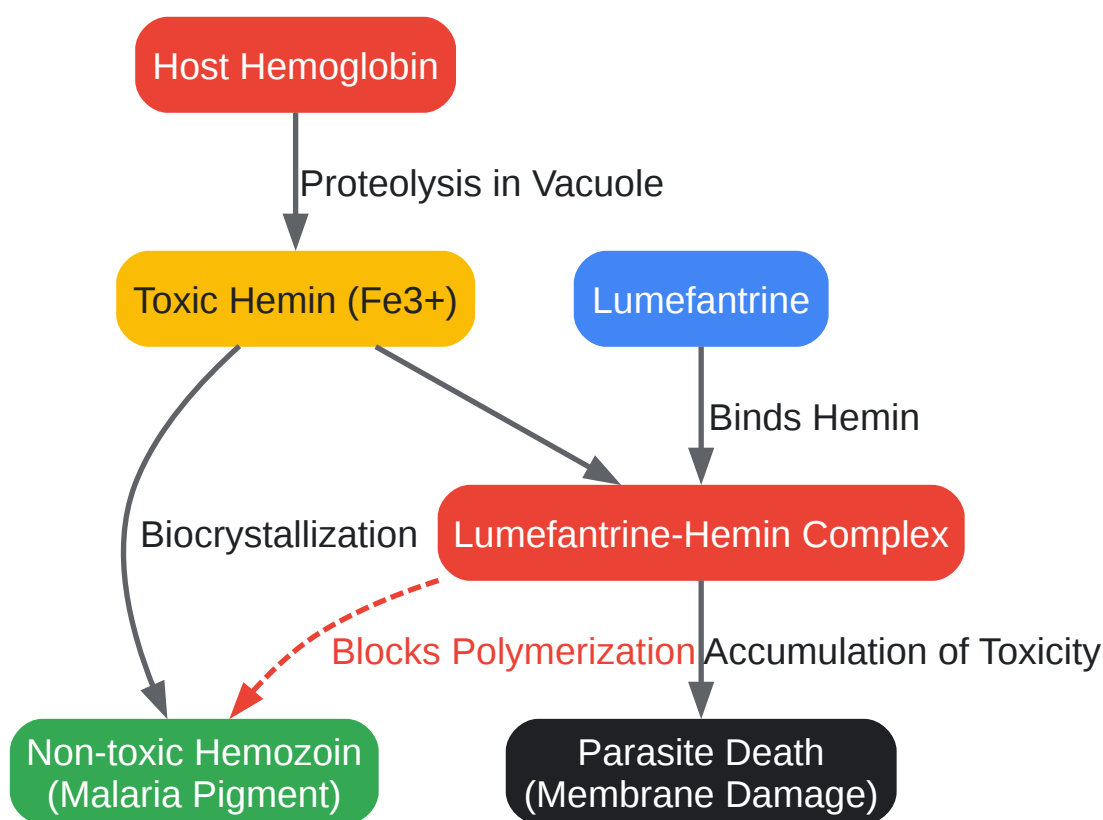 Host Hemoglobin
Proteolysis in Vacuole
Toxic Hemin (Fe3+)
Lumefantrine
Binds Hemin
Biocrystallization
Lumefantrine-Hemin Complex
Blocks Polymerization
Accumulation of Toxicity
Non-toxic Hemozoin
(Malaria Pigment)
Parasite Death
(Membrane Damage)